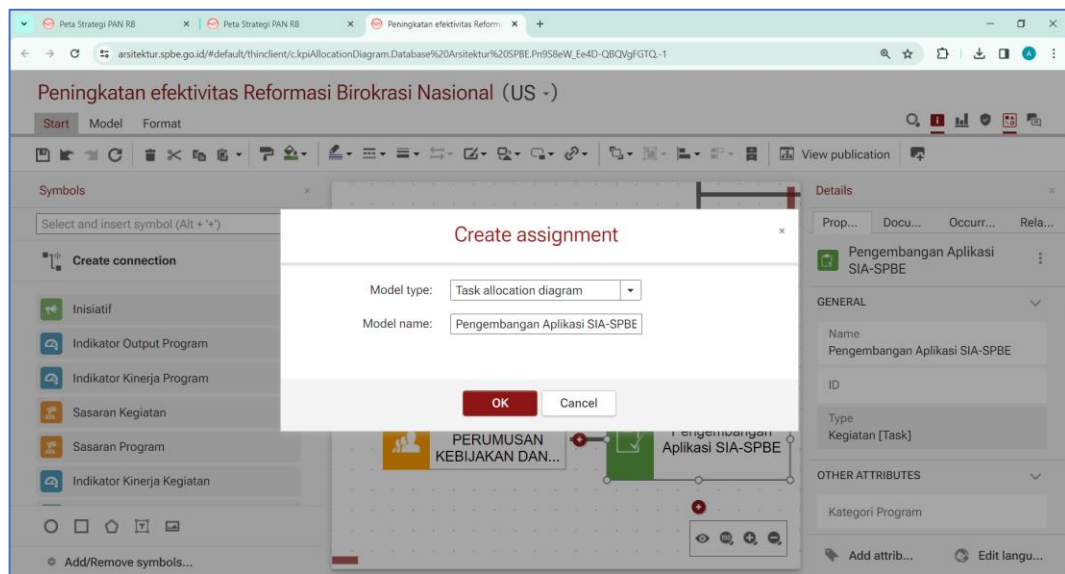 Peta Strategi PAN RB
Peta Strategi PAN RB
Peningkatan efektivitas Reform
arsitektur.spbe.go.id/#default/thinclient/c.kpiAllocationDiagram.Database%20Arsitektur%20SPBE.Pn9S8eW_Ee4D-QBQVgFGTQ.-1
Peningkatan efektivitas Reformasi Birokrasi Nasional (US -)
Start Model Format
View publication
Symbols
Select and insert symbol (Alt + '+')
Create connection
Inisiatif
Indikator Output Program
Indikator Kinerja Program
Sasaran Kegiatan
Sasaran Program
Indikator Kinerja Kegiatan
Add/Remove symbols...
Create assignment
Model type: Task allocation diagram
Model name: Pengembangan Aplikasi SIA-SPBE
OK Cancel
PERUMUSAN
KEBIJAKAN DAN...
Pengembangan
Aplikasi SIA-SPBE
Details
Prop... Docu... Occurr... Rela...
Pengembangan Aplikasi
SIA-SPBE
GENERAL
Name
Pengembangan Aplikasi SIA-SPBE
ID
Type
Kegiatan [Task]
OTHER ATTRIBUTES
Kategori Program
Add attrib... Edit langu...